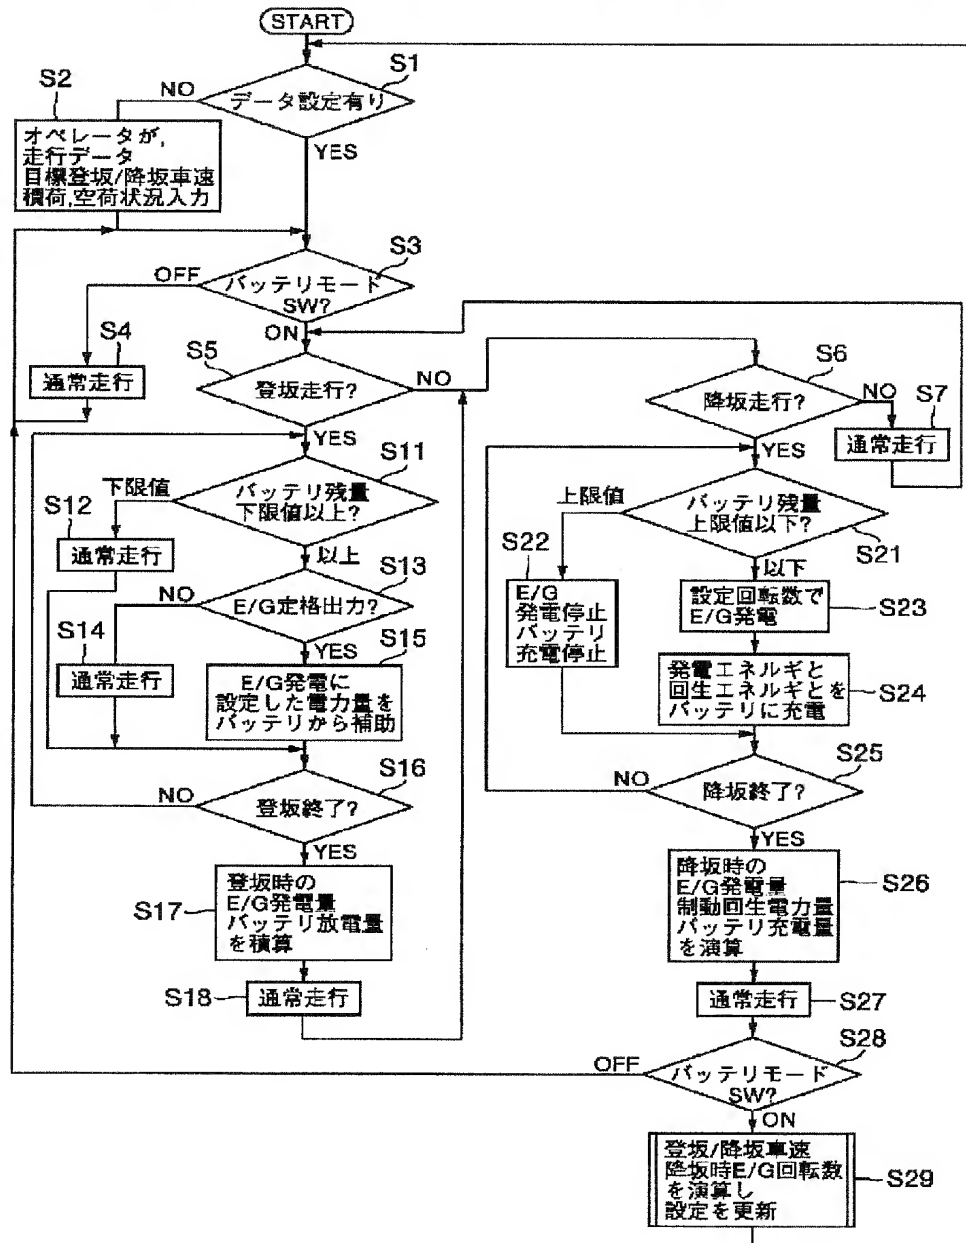 START
S1
データ設定有り
NO
YES
S2
オペレータが,
走行データ
目標登坂/降坂車速
積荷,空荷状況入力
S3
バッテリモード
SW?
OFF
ON
S4
通常走行
S5
登坂走行?
NO
YES
S6
降坂走行?
NO
YES
S7
通常走行
S11
バッテリ残量
下限値以上?
下限値
以上
S12
通常走行
S13
E/G定格出力?
NO
YES
S14
通常走行
S15
E/G発電に
設定した電力量を
バッテリから補助
S16
登坂終了?
NO
YES
S17
登坂時の
E/G発電量
バッテリ放電量
を積算
S18
通常走行
S21
バッテリ残量
上限値以下?
上限値
以下
S22
E/G
発電停止
バッテリ
充電停止
S23
設定回転数で
E/G発電
S24
発電エネルギと
回生エネルギとを
バッテリに充電
S25
降坂終了?
NO
YES
S26
降坂時の
E/G発電量
制動回生電力量
バッテリ充電量
を演算
S27
通常走行
S28
バッテリモード
SW?
OFF
ON
S29
登坂/降坂車速
降坂時E/G回転数
を演算し
設定を更新